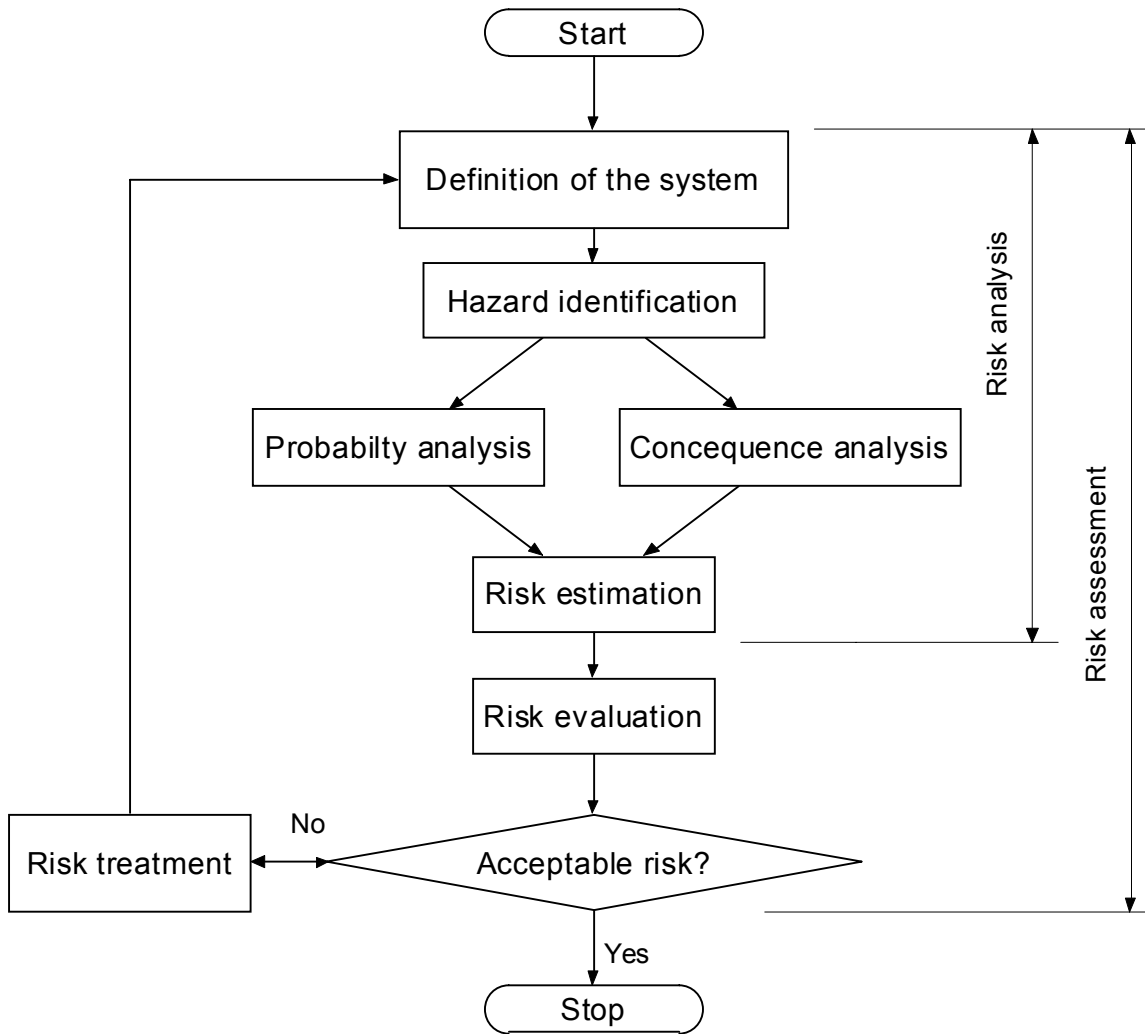 Start
Definition of the system
Hazard identification
Probabilty analysis
Concequence analysis
Risk estimation
Risk evaluation
No
Risk treatment
Acceptable risk?
Yes
Stop
Risk analysis
Risk assessment